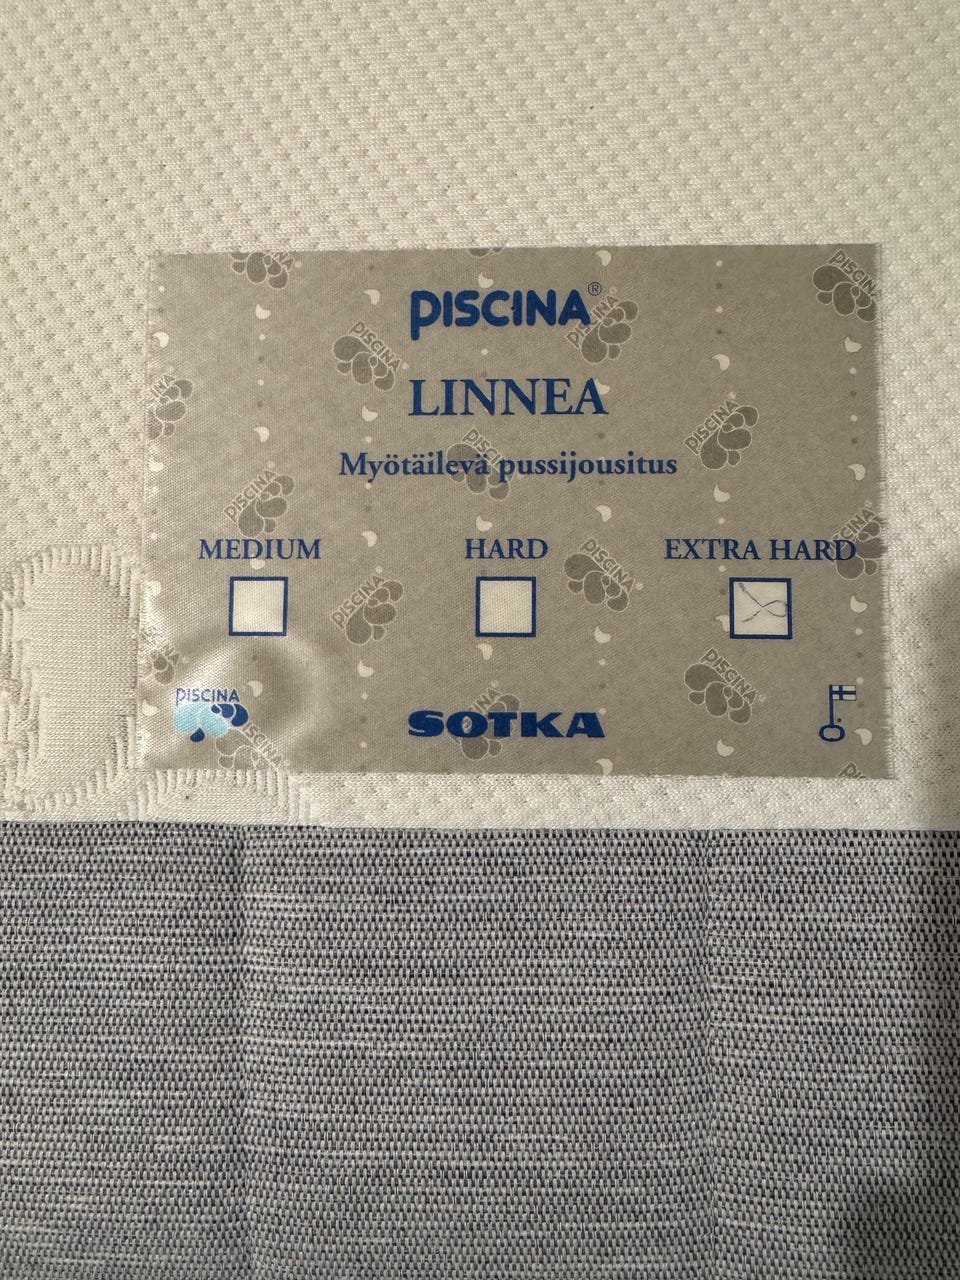 PISCINA®
LINNEA
Myötäilevä pussijousitus
MEDIUM HARD EXTRA HARD
PISCINA
SOTKA